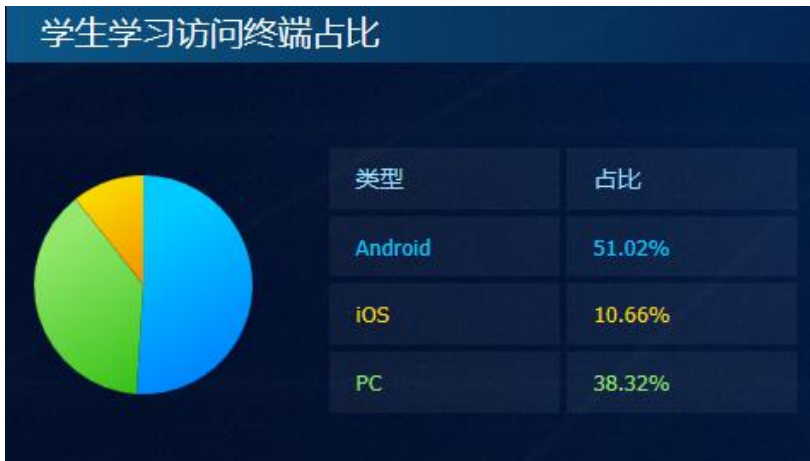 学生学习访问终端占比
类型 占比
Android 51.02%
iOS 10.66%
PC 38.32%